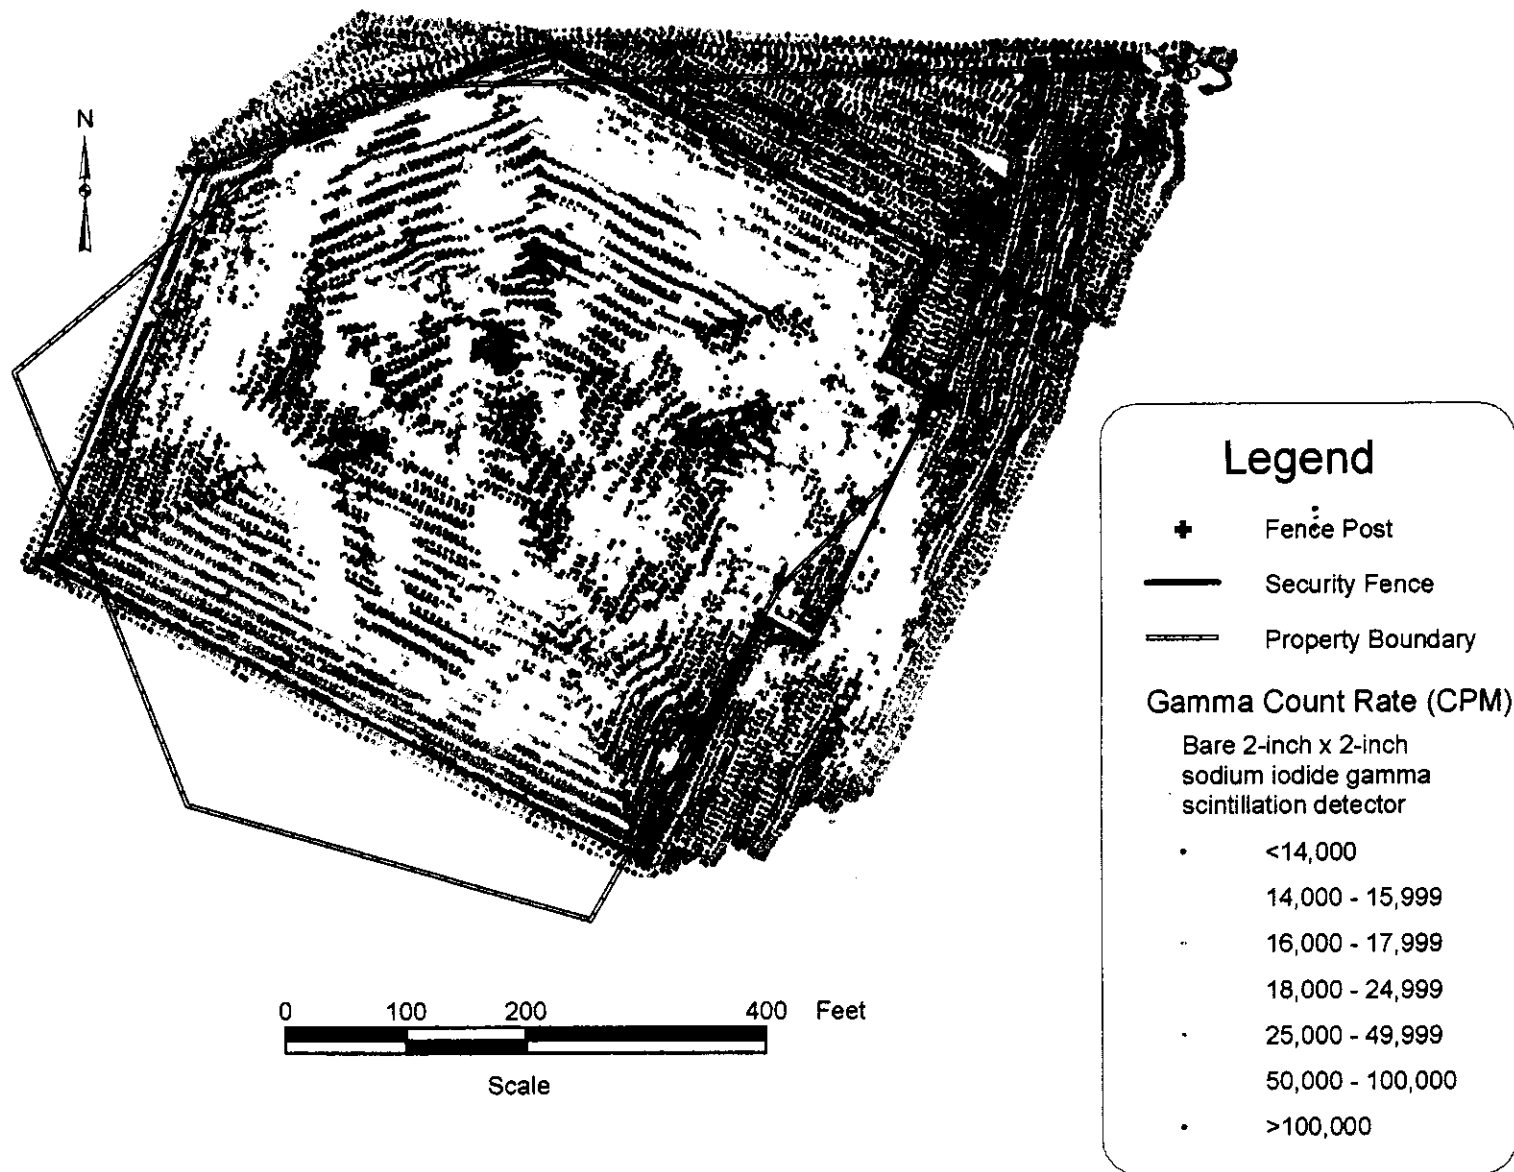 N
Legend
Fence Post
Security Fence
Property Boundary
Gamma Count Rate (CPM)
Bare 2-inch x 2-inch
sodium iodide gamma
scintillation detector
<14,000
14,000 - 15,999
16,000 - 17,999
18,000 - 24,999
25,000 - 49,999
50,000 - 100,000
>100,000
0 100 200 400 Feet
Scale